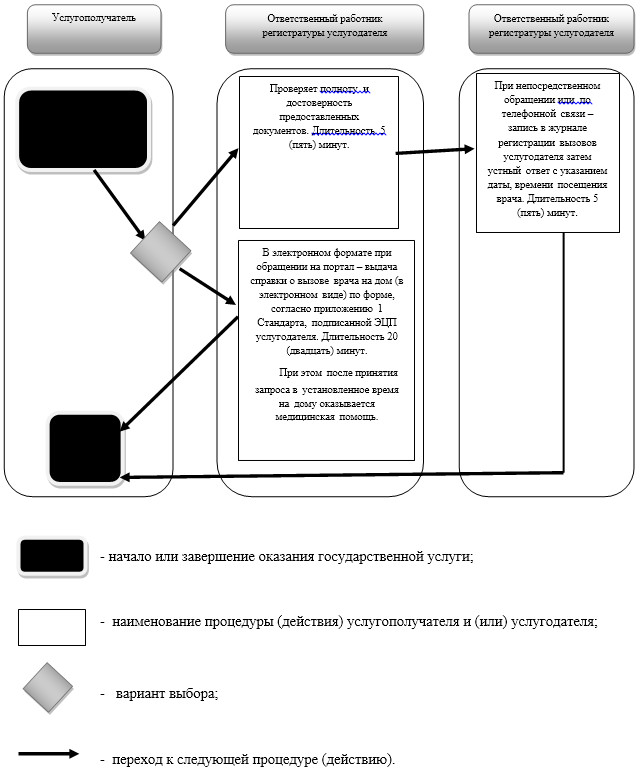 Услугополучатель
Ответственный работник
регистратуры услугодателя
Ответственный работник
регистратуры услугодателя
Проверяет полноту и
достоверность
предоставленных
документов. Длительность 5
(пять) минут.
При непосредственном
обращении или по
телефонной связи –
запись в журнале
регистрации вызовов
услугодателя затем
устный ответ с указанием
даты, времени посещения
врача. Длительность 5
(пять) минут.
В электронном формате при
обращении на портал – выдача
справки о вызове врача на дом (в
электронном виде) по форме,
согласно приложению 1
Стандарта, подписанной ЭЦП
услугодателя. Длительность 20
(двадцать) минут.
При этом после принятия
запроса в установленное время
на дому оказывается
медицинская помощь.
- начало или завершение оказания государственной услуги;
- наименование процедуры (действия) услугополучателя и (или) услугодателя;
- вариант выбора;
- переход к следующей процедуре (действию).